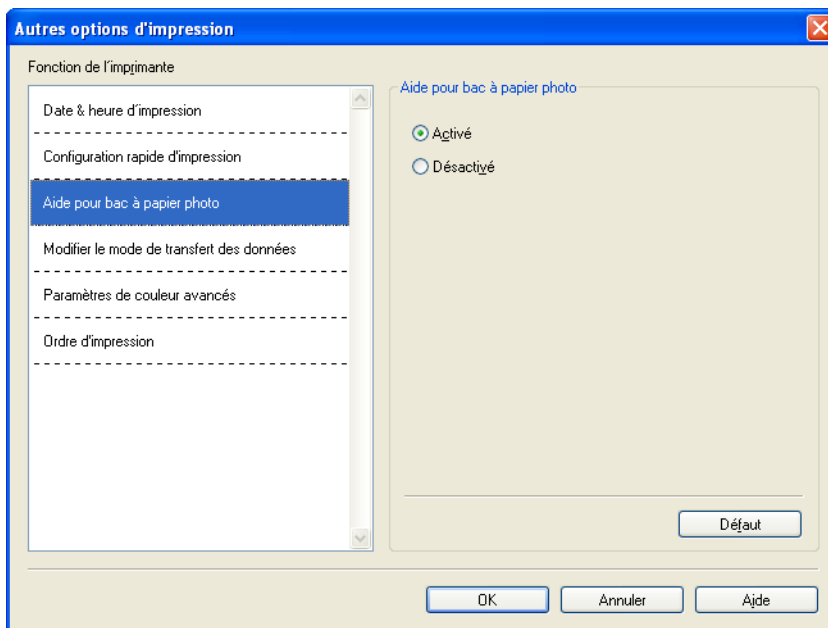 Autres options d'impression
Fonction de l'imprimante
Date & heure d'impression
Configuration rapide d'impression
Aide pour bac à papier photo
Modifier le mode de transfert des données
Paramètres de couleur avancés
Ordre d'impression
Aide pour bac à papier photo
Activé
Désactivé
Défaut
OK
Annuler
Aide